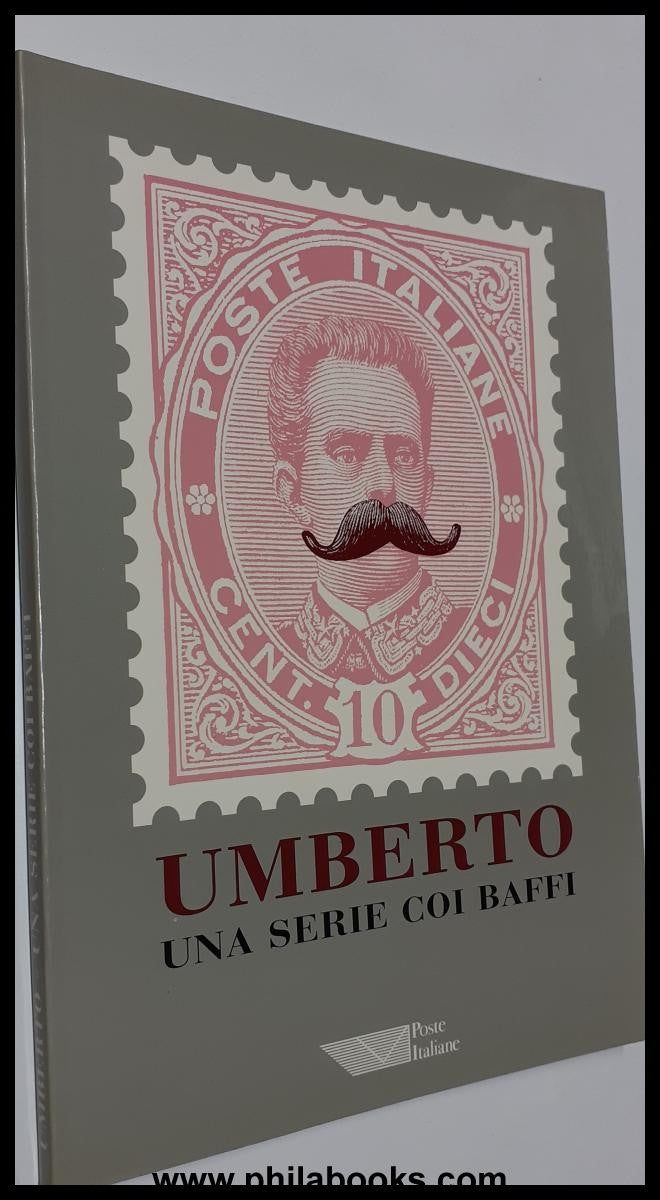 POSTE ITALIANE
CENT. 10 DIECI
UMBERTO
UNA SERIE COI BAFFI
Poste
Italiane
UMBERTO - UNA SERIE COI BAFFI
www.philabooks.com